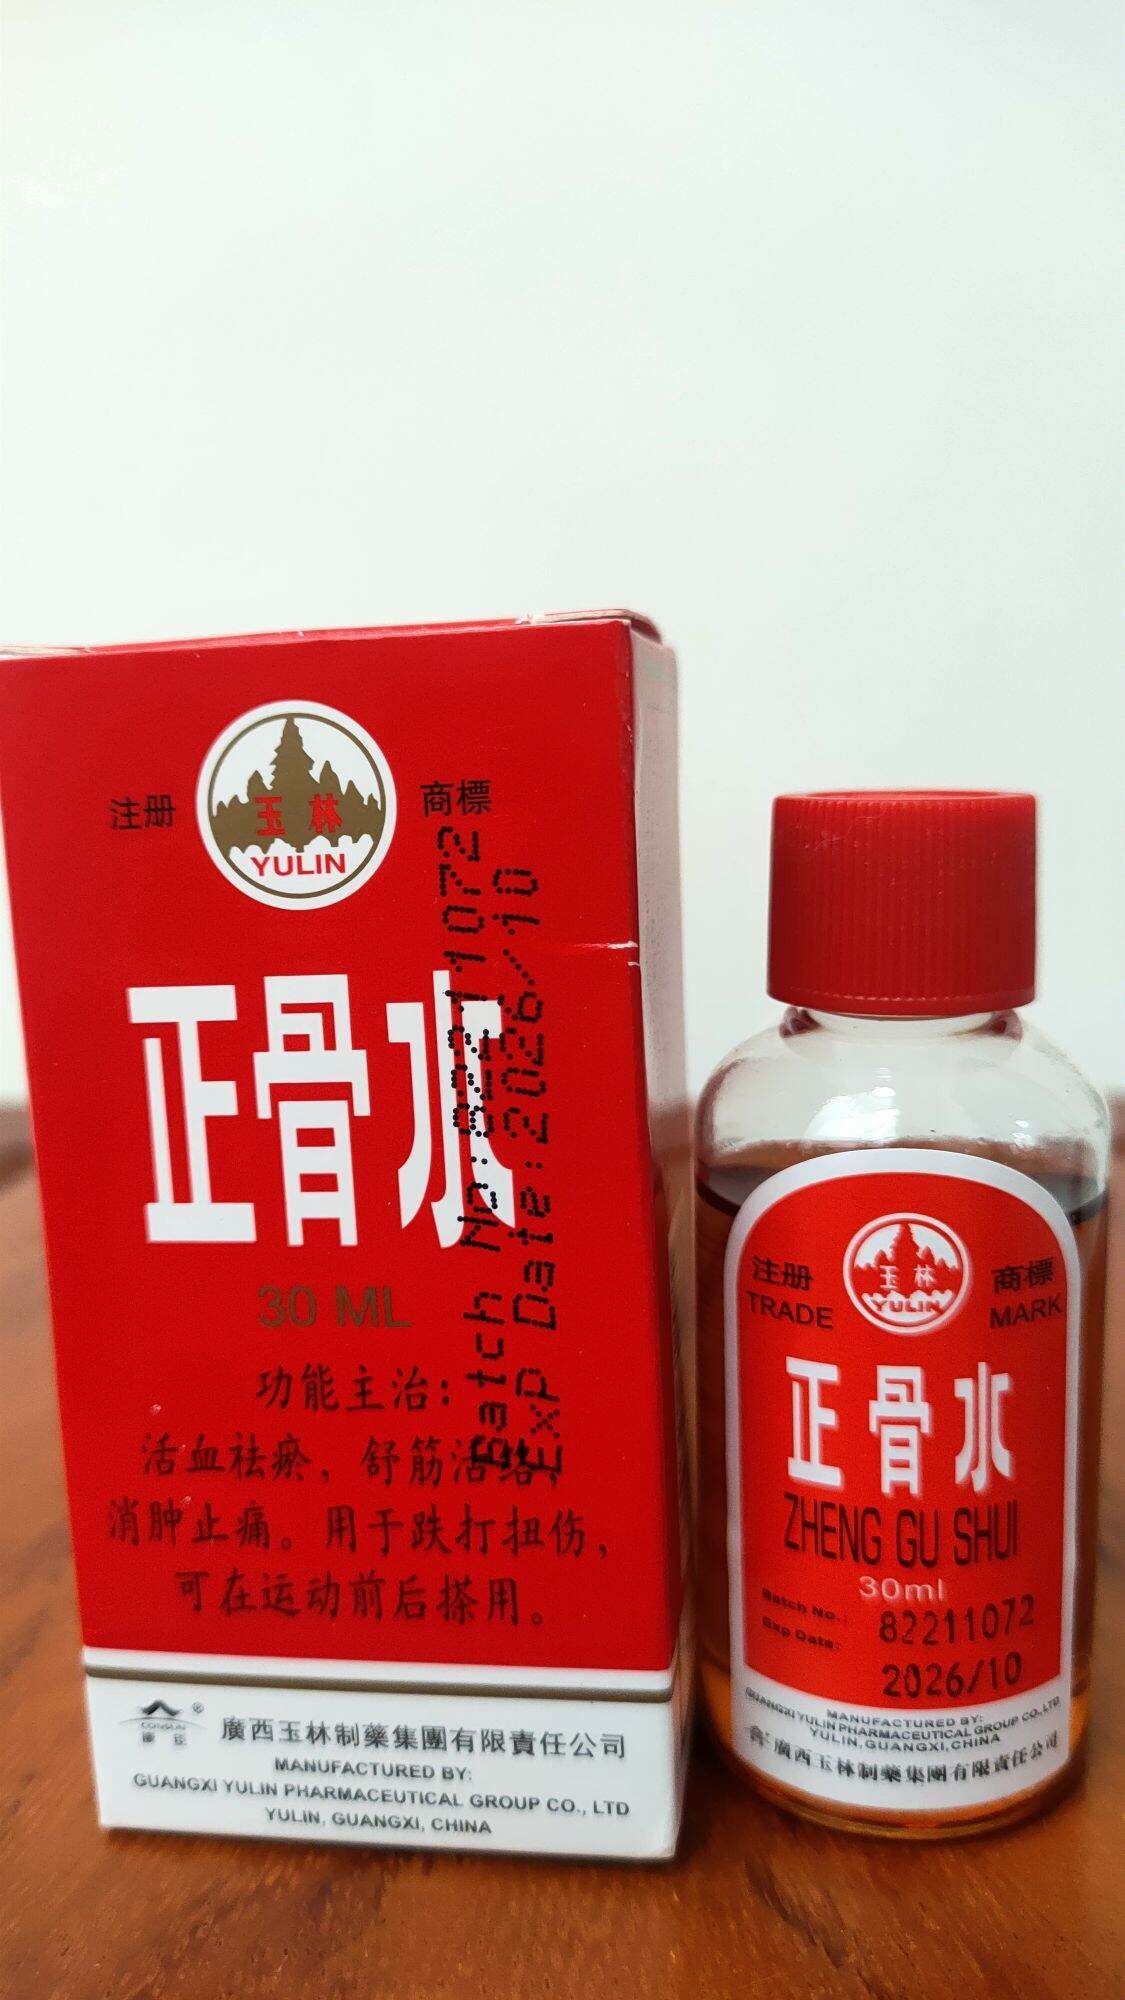 注册
商標
玉林
YULIN
正骨水
30 ML
功能主治：
活血祛瘀，舒筋活络，
消肿止痛。用于跌打扭伤，
可在运动前后搽用。
Batch No.:82211072
Exp Date:2026/10
CONSUN
康臣
®
廣西玉林制藥集團有限責任公司
MANUFACTURED BY:
GUANGXI YULIN PHARMACEUTICAL GROUP CO., LTD
YULIN, GUANGXI, CHINA
注册
TRADE
玉林
YULIN
商標
MARK
正骨水
ZHENG GU SHUI
30ml
Batch No.: 82211072
Exp Date: 2026/10
MANUFACTURED BY:
GUANGXI YULIN PHARMACEUTICAL GROUP CO., LTD
YULIN, GUANGXI, CHINA
廣西玉林制藥集團有限責任公司